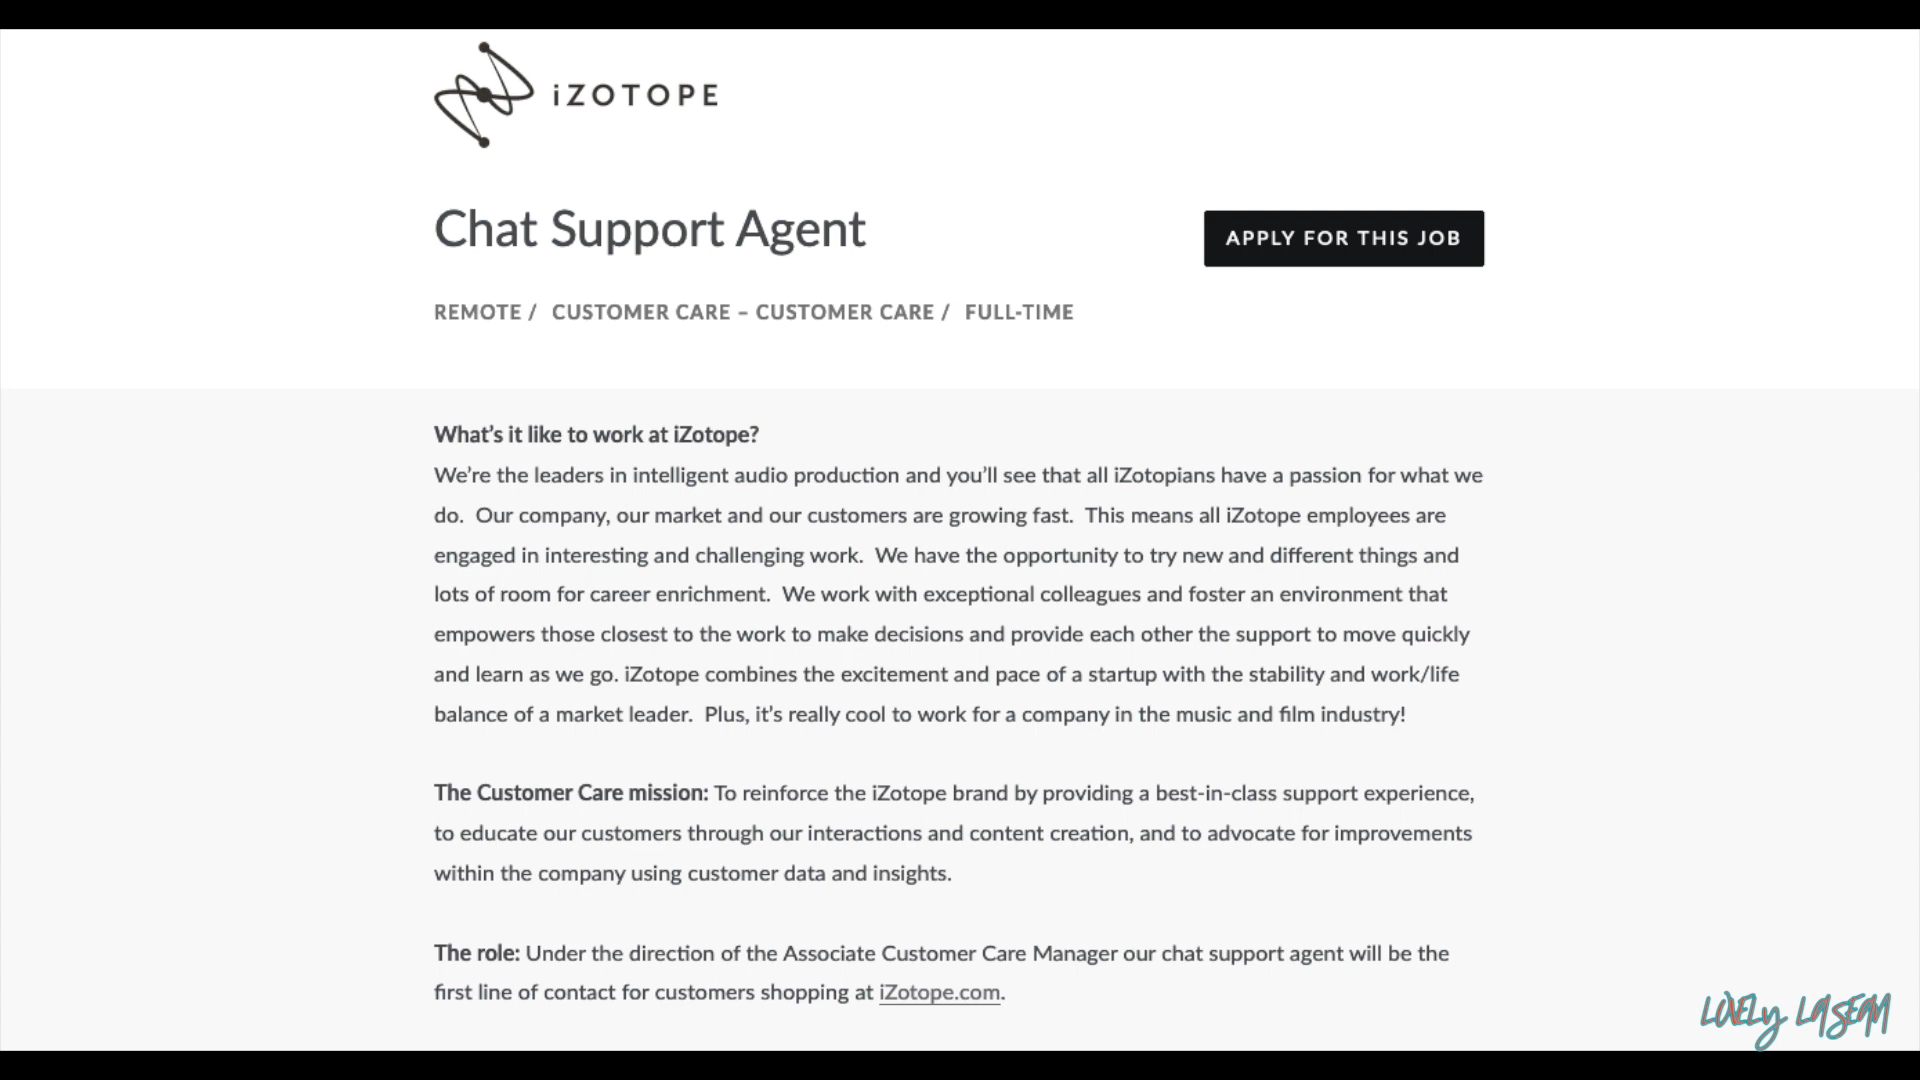 iZOTOPE
Chat Support Agent
APPLY FOR THIS JOB
REMOTE / CUSTOMER CARE – CUSTOMER CARE / FULL-TIME
What’s it like to work at iZotope?
We’re the leaders in intelligent audio production and you’ll see that all iZotopians have a passion for what we
do.  Our company, our market and our customers are growing fast.  This means all iZotope employees are
engaged in interesting and challenging work.  We have the opportunity to try new and different things and
lots of room for career enrichment.  We work with exceptional colleagues and foster an environment that
empowers those closest to the work to make decisions and provide each other the support to move quickly
and learn as we go. iZotope combines the excitement and pace of a startup with the stability and work/life
balance of a market leader.  Plus, it’s really cool to work for a company in the music and film industry!
The Customer Care mission: To reinforce the iZotope brand by providing a best-in-class support experience,
to educate our customers through our interactions and content creation, and to advocate for improvements
within the company using customer data and insights.
The role: Under the direction of the Associate Customer Care Manager our chat support agent will be the
first line of contact for customers shopping at iZotope.com.